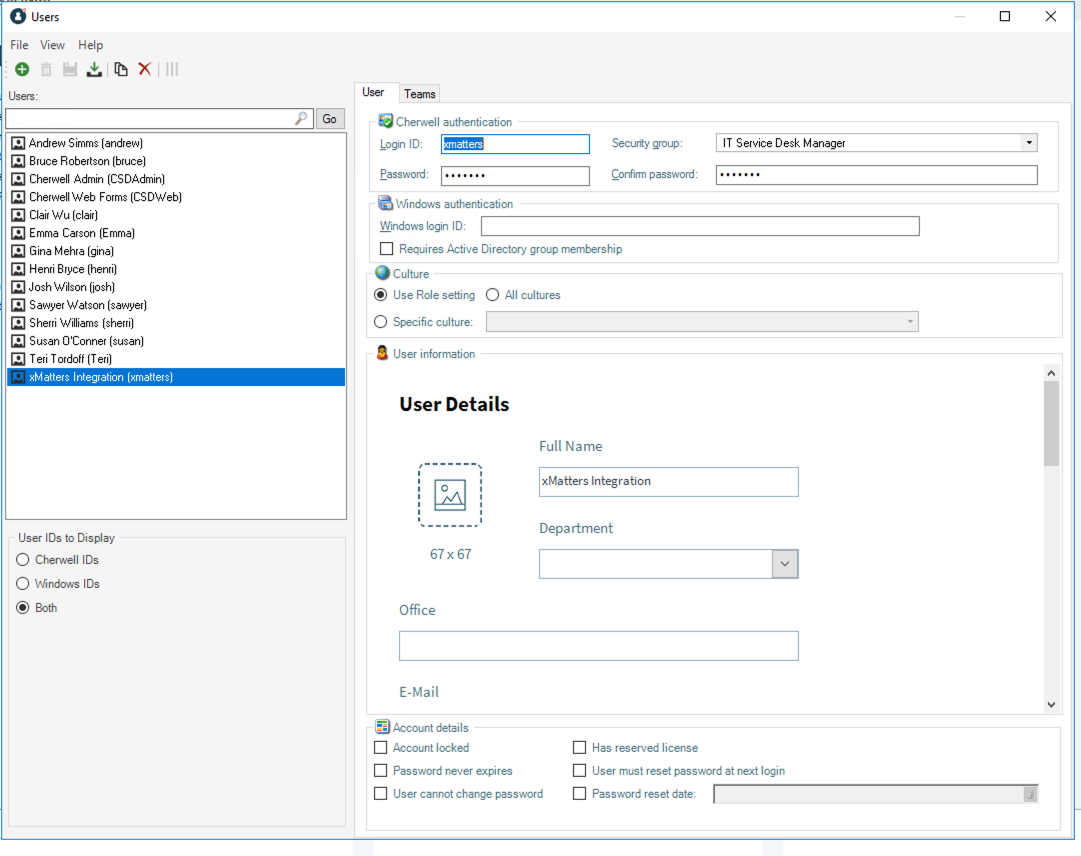 Users
File View Help
Users:
Go
Andrew Simms (andrew)
Bruce Robertson (bruce)
Cherwell Admin (CSDAdmin)
Cherwell Web Forms (CSDWeb)
Clair Wu (clair)
Emma Carson (Emma)
Gina Mehra (gina)
Henri Bryce (henri)
Josh Wilson (josh)
Sawyer Watson (sawyer)
Sherri Williams (sherri)
Susan O'Conner (susan)
Teri Tordoff (Teri)
xMatters Integration (xmatters)
User IDs to Display
Cherwell IDs
Windows IDs
Both
User Teams
Cherwell authentication
Login ID: xmatters Security group: IT Service Desk Manager
Password: ••••••• Confirm password: •••••••
Windows authentication
Windows login ID:
Requires Active Directory group membership
Culture
Use Role setting All cultures
Specific culture:
User information
User Details
Full Name
xMatters Integration
67 x 67
Department
Office
E-Mail
Account details
Account locked Has reserved license
Password never expires User must reset password at next login
User cannot change password Password reset date: